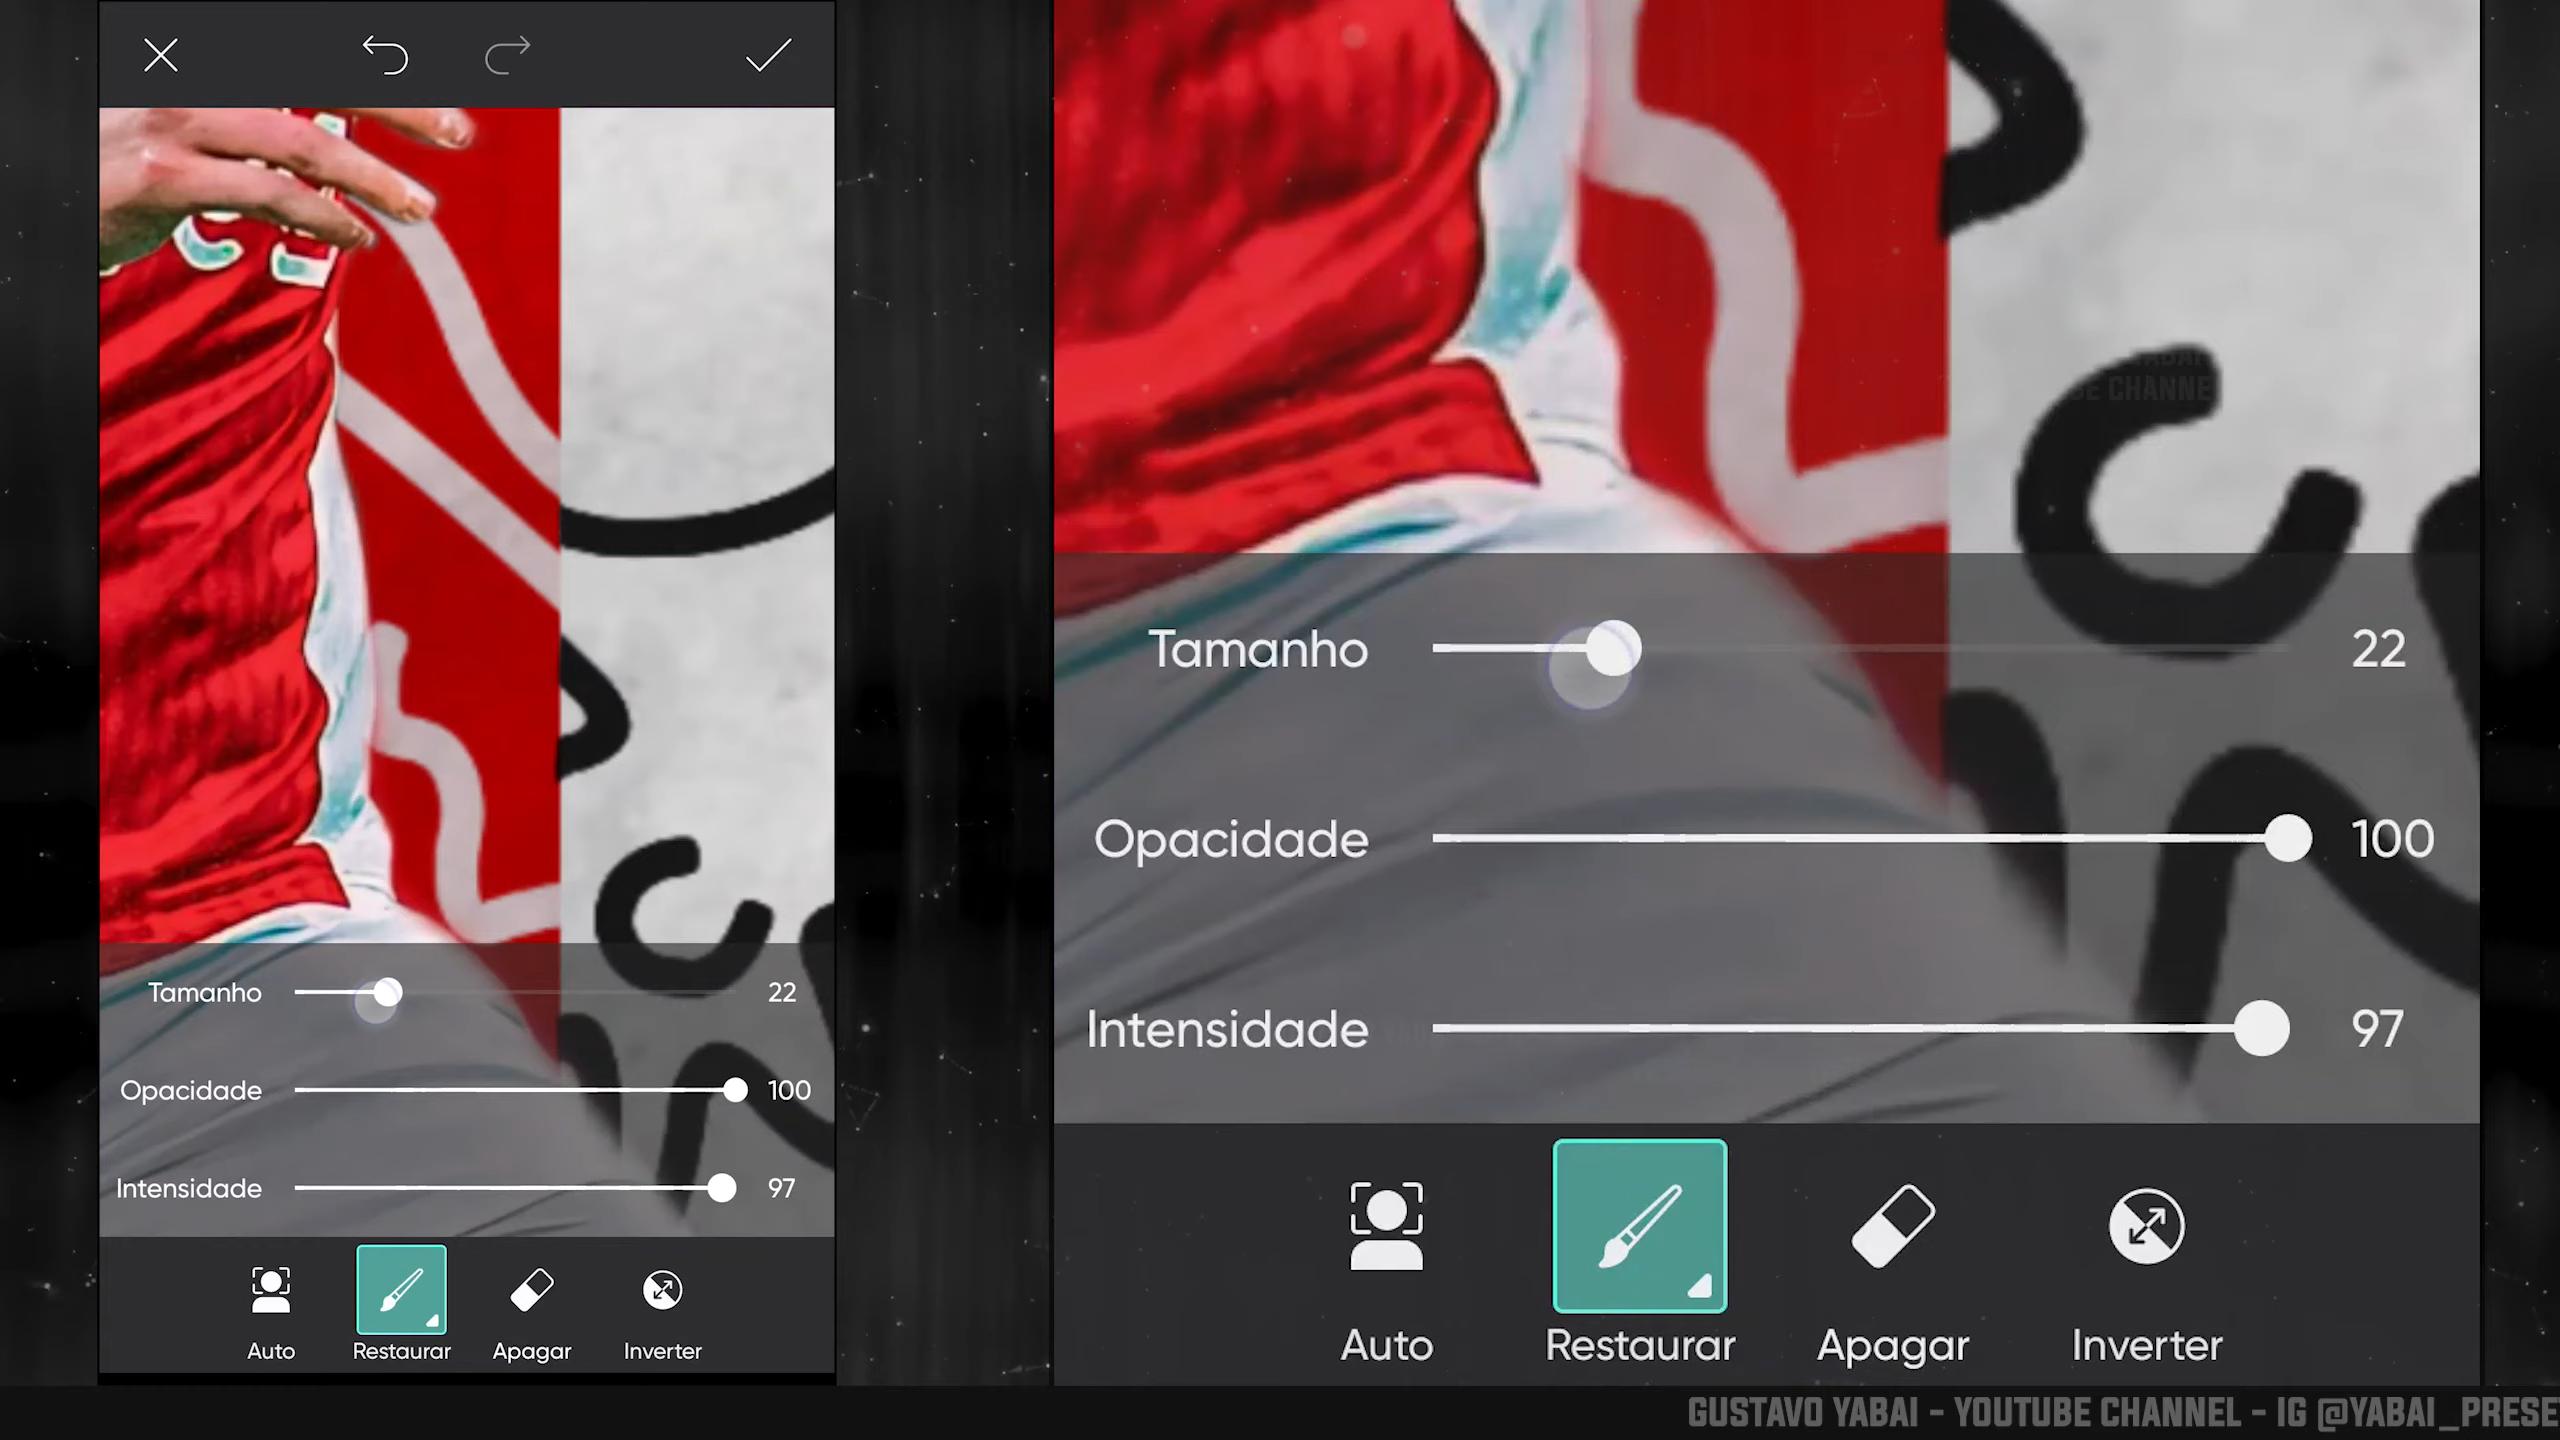 Tamanho 22
Opacidade 100
Intensidade 97
Auto Restaurar Apagar Inverter
CHANNEL
Tamanho 22
Opacidade 100
Intensidade 97
Auto Restaurar Apagar Inverter
GUSTAVO YABAI - YOUTUBE CHANNEL - IG @YABAI_PRESE